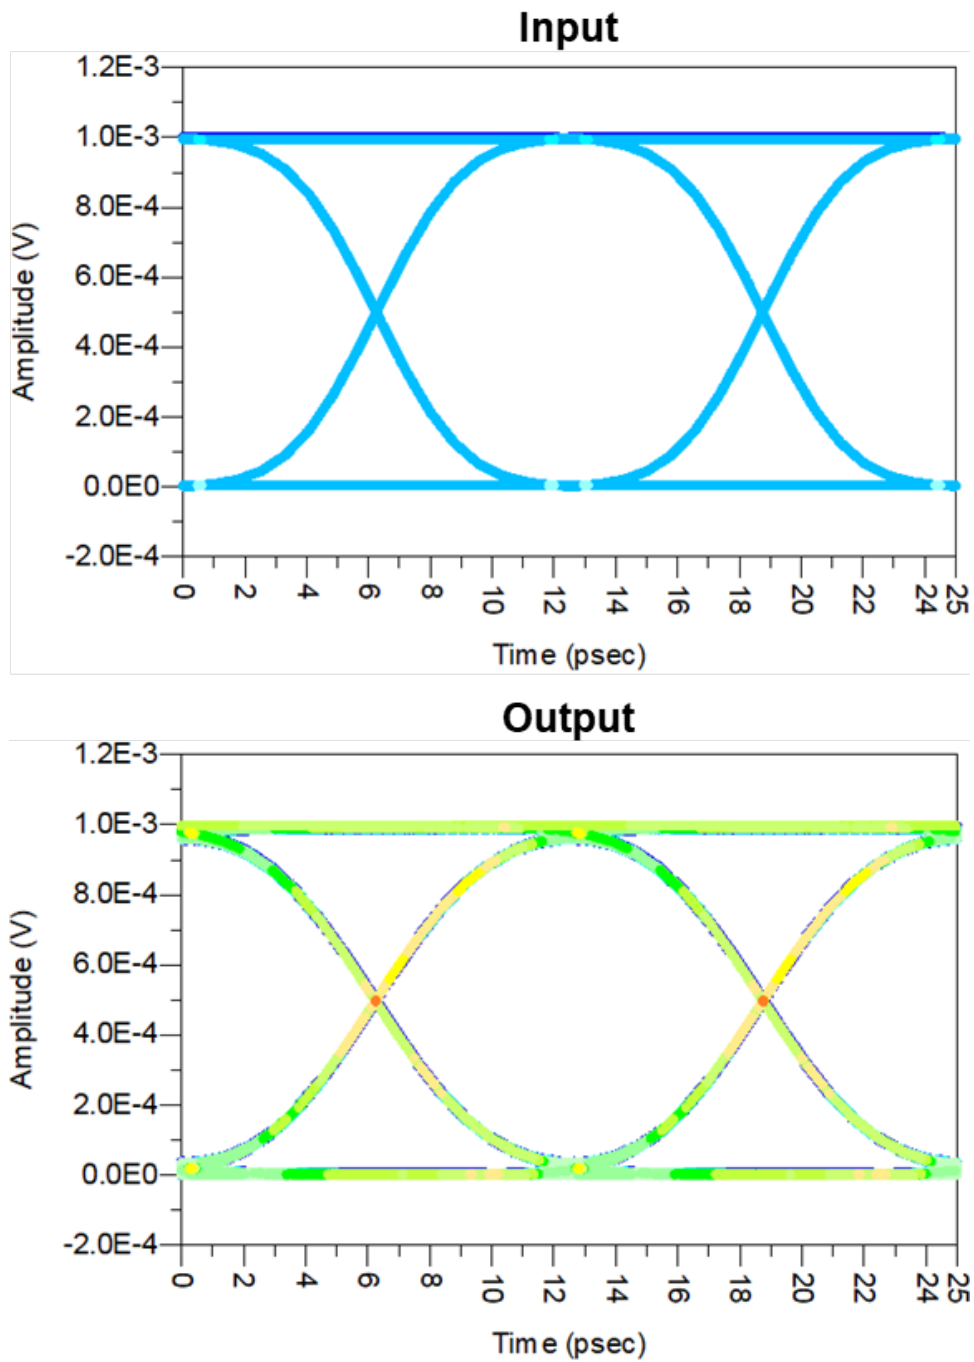 Input
1.2E-3
1.0E-3
8.0E-4
6.0E-4
4.0E-4
2.0E-4
0.0E0
-2.0E-4
Amplitude (V)
0 2 4 6 8 10 12 14 16 18 20 22 25
Time (psec)
Output
1.2E-3
1.0E-3
8.0E-4
6.0E-4
4.0E-4
2.0E-4
0.0E0
-2.0E-4
Amplitude (V)
0 2 4 6 8 10 12 14 16 18 20 22 25
Time (psec)